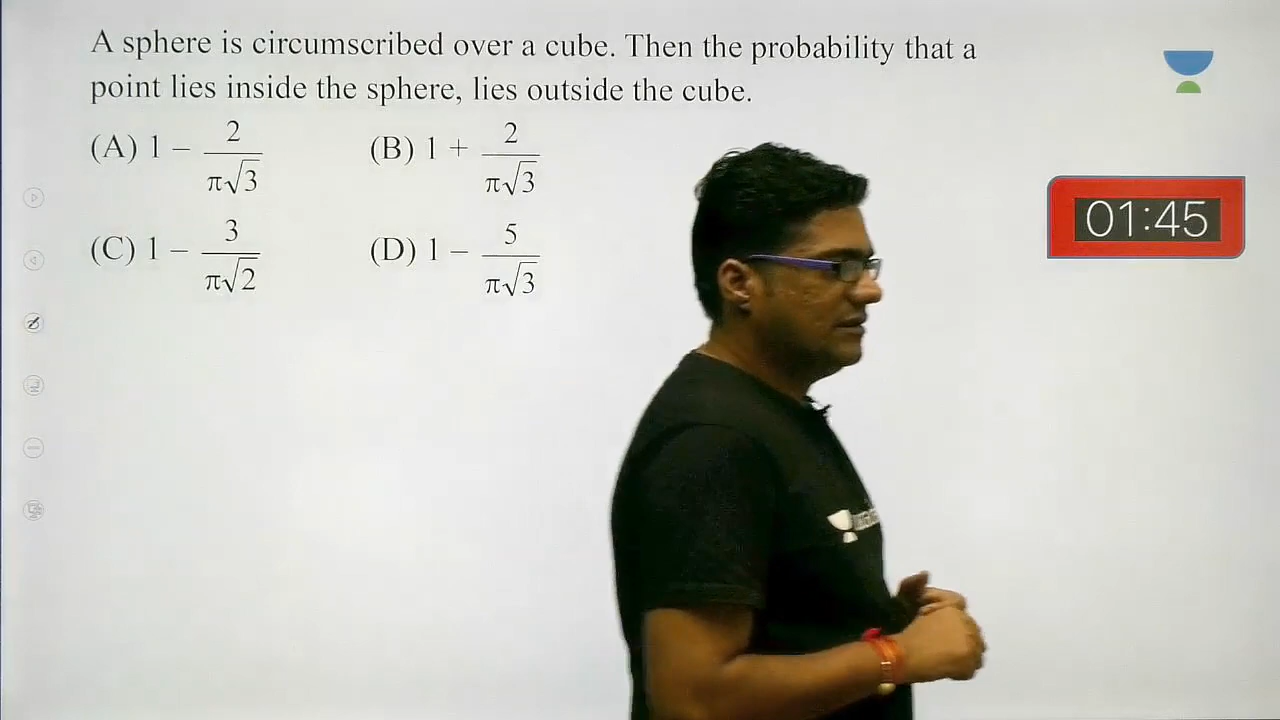 A sphere is circumscribed over a cube. Then the probability that a
point lies inside the sphere, lies outside the cube.
(A) 1 − 2/π√3 (B) 1 + 2/π√3
(C) 1 − 3/π√2 (D) 1 − 5/π√3
01:45